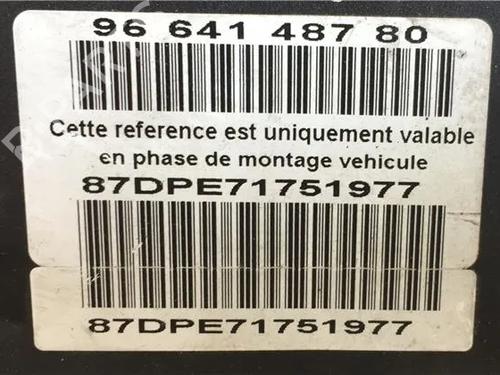 96 641 487 80
Cette reference est uniquement valable
en phase de montage vehicule
87DPE71751977
87DPE71751977